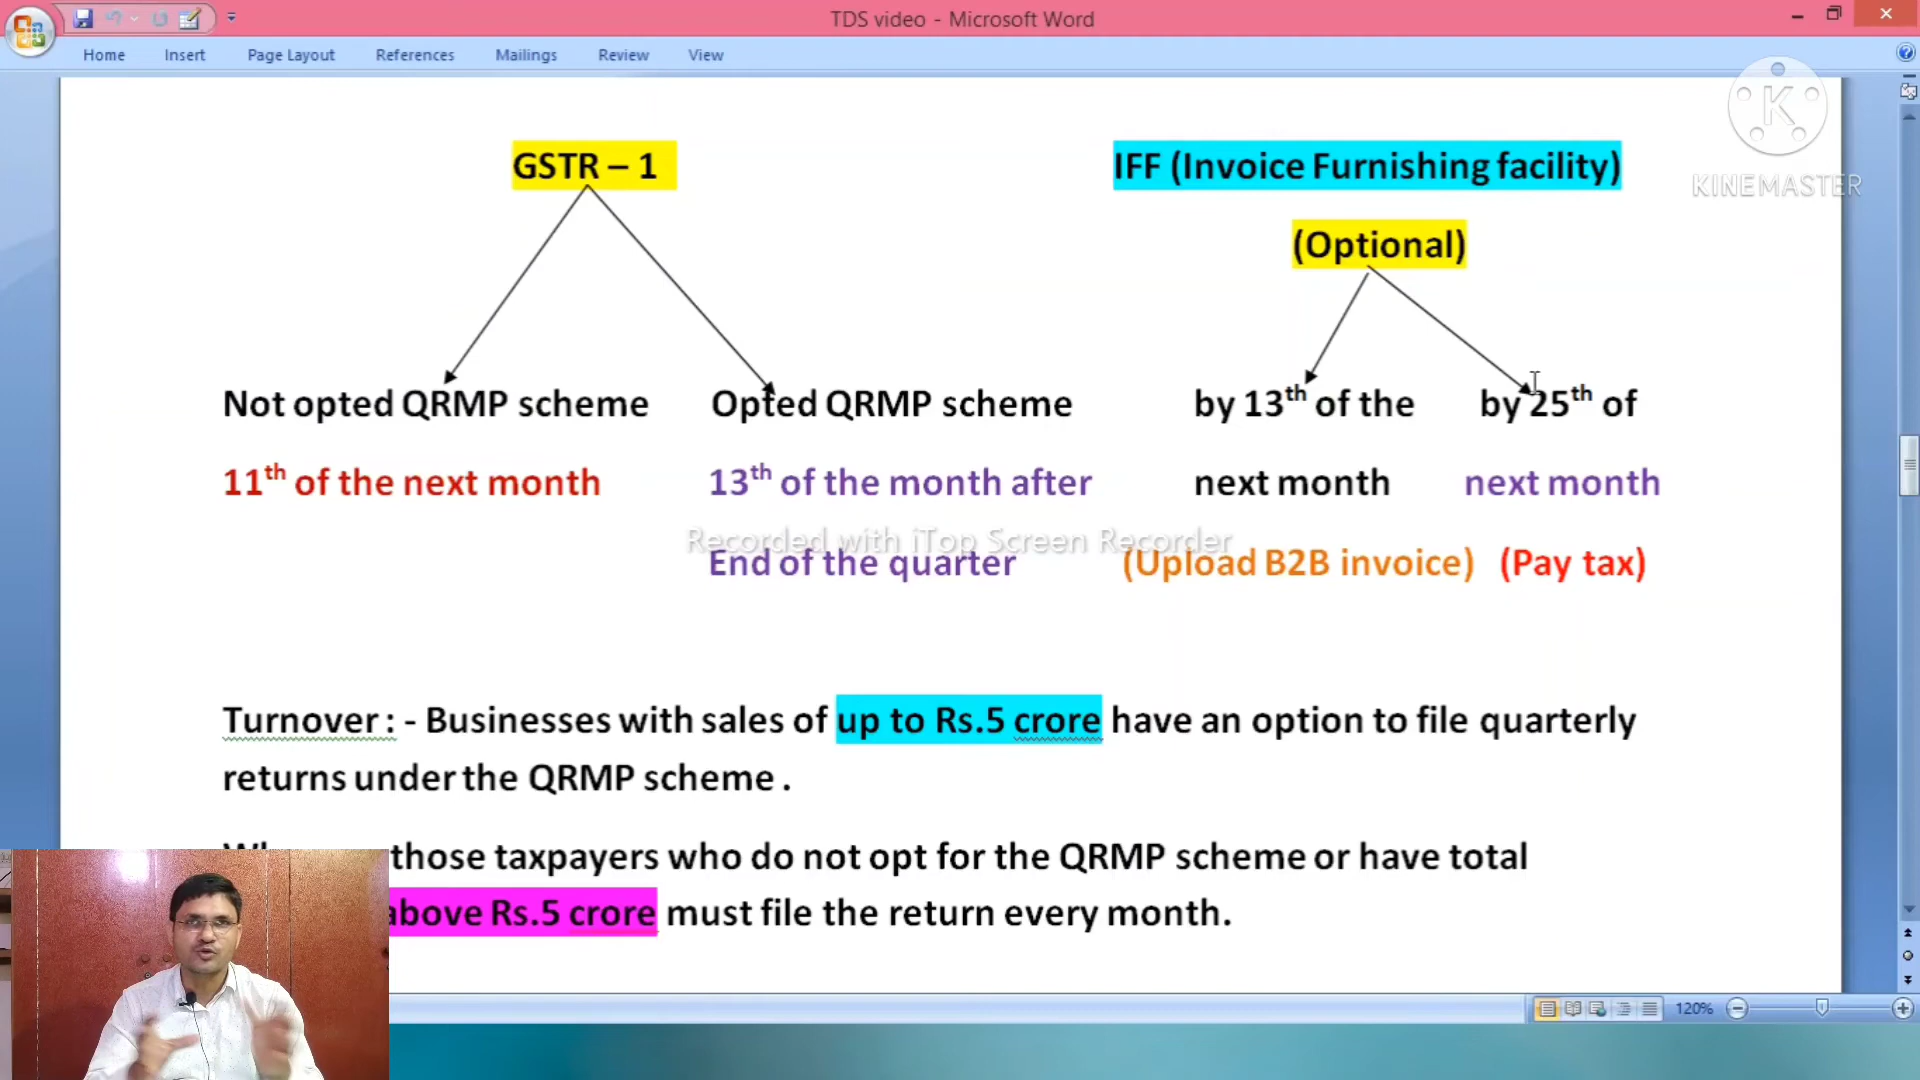 TDS video - Microsoft Word
Home Insert Page Layout References Mailings Review View
K
KINEMASTER
GSTR – 1
IFF (Invoice Furnishing facility)
(Optional)
Not opted QRMP scheme
11th of the next month
Opted QRMP scheme
13th of the month after
End of the quarter
by 13th of the
next month
(Upload B2B invoice)
by 25th of
next month
(Pay tax)
Recorded with iTop Screen Recorder
Turnover : - Businesses with sales of up to Rs.5 crore have an option to file quarterly
returns under the QRMP scheme .
those taxpayers who do not opt for the QRMP scheme or have total
above Rs.5 crore must file the return every month.
120%